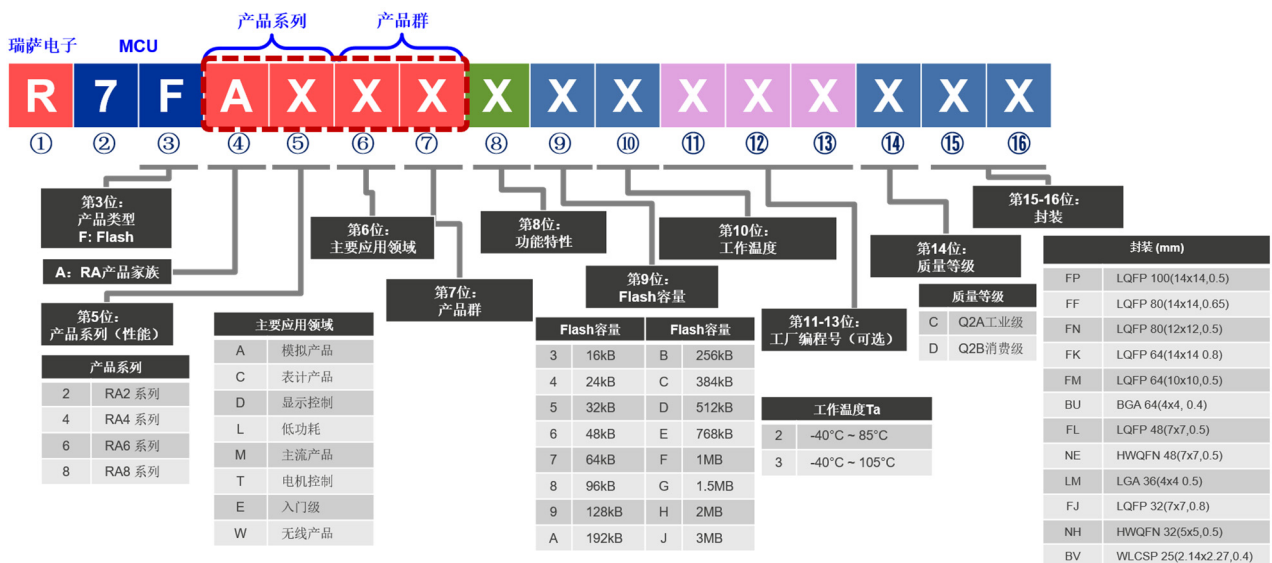 产品系列 产品群
瑞萨电子 MCU
R 7 F A X X X X X X X X X X X X
① ② ③ ④ ⑤ ⑥ ⑦ ⑧ ⑨ ⑩ ⑪ ⑫ ⑬ ⑭ ⑮ ⑯
第3位：
产品类型
F: Flash
A：RA产品家族
第5位：
产品系列（性能）
产品系列
2 RA2 系列
4 RA4 系列
6 RA6 系列
8 RA8 系列
第6位：
主要应用领域
主要应用领域
A 模拟产品
C 表计产品
D 显示控制
L 低功耗
M 主流产品
T 电机控制
E 入门级
W 无线产品
第7位：
产品群
第8位：
功能特性
第9位：
Flash容量
Flash容量 Flash容量
3 16kB B 256kB
4 24kB C 384kB
5 32kB D 512kB
6 48kB E 768kB
7 64kB F 1MB
8 96kB G 1.5MB
9 128kB H 2MB
A 192kB J 3MB
第10位：
工作温度
第11-13位：
工厂编程号（可选）
工作温度Ta
2 -40°C ~ 85°C
3 -40°C ~ 105°C
第14位：
质量等级
质量等级
C Q2A工业级
D Q2B消费级
第15-16位：
封装
封装 (mm)
FP LQFP 100(14x14,0.5)
FF LQFP 80(14x14,0.65)
FN LQFP 80(12x12,0.5)
FK LQFP 64(14x14 0.8)
FM LQFP 64(10x10,0.5)
BU BGA 64(4x4, 0.4)
FL LQFP 48(7x7,0.5)
NE HWQFN 48(7x7,0.5)
LM LGA 36(4x4 0.5)
FJ LQFP 32(7x7,0.8)
NH HWQFN 32(5x5,0.5)
BV WLCSP 25(2.14x2.27,0.4)